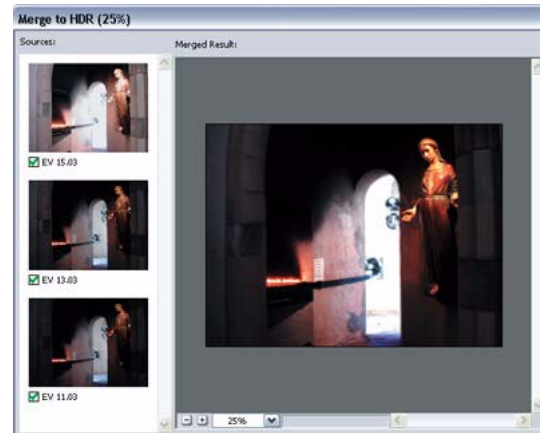 Merge to HDR (25%)
Sources:
Merged Result:
EV 15.03
EV 13.03
EV 11.03
25%